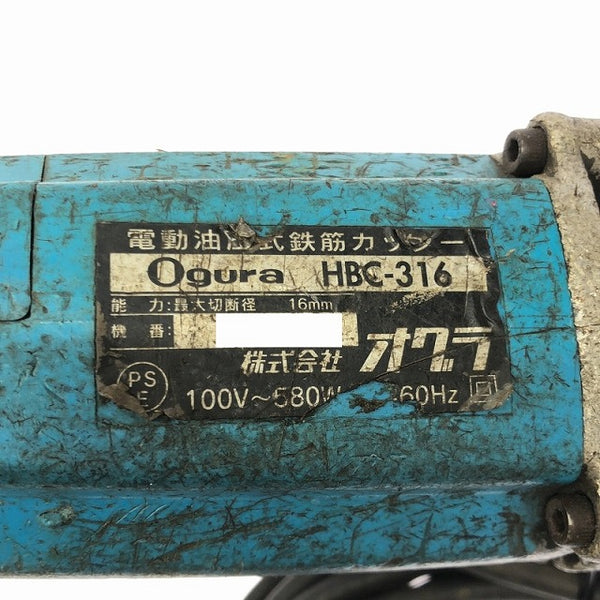 電動油圧式鉄筋カッター
Ogura HBC-316
能 力:最大切断径 16mm
機 番:
株式会社 オグラ
PS E
100V～580W 60Hz